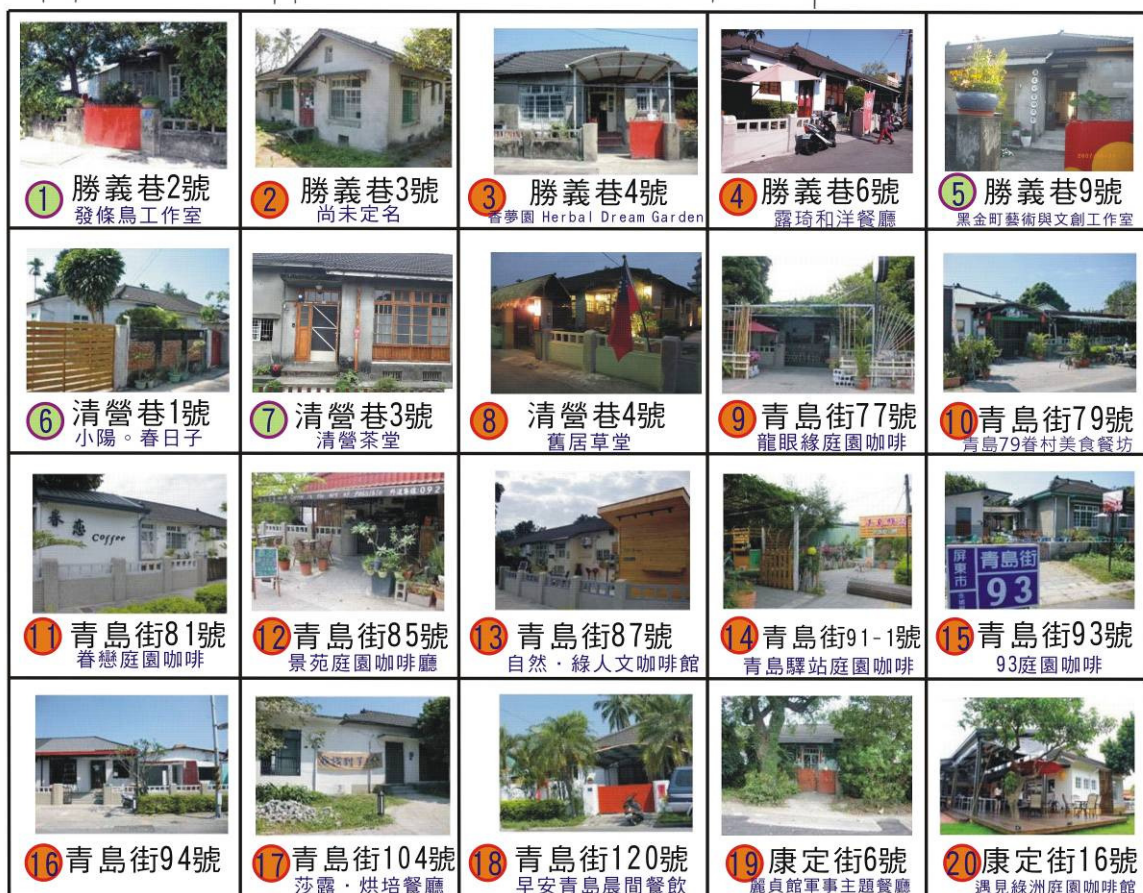 1 勝義巷2號
發條鳥工作室
2 勝義巷3號
尚未定名
3 勝義巷4號
香夢園 Herbal Dream Garden
4 勝義巷6號
露琦和洋餐廳
5 勝義巷9號
黑金町藝術與文創工作室
6 清營巷1號
小陽。春日子
7 清營巷3號
清營茶堂
8 清營巷4號
舊居草堂
9 青島街77號
龍眼緣庭園咖啡
10 青島街79號
青島79眷村美食餐坊
眷戀
Coffee
092
屏東市
青島街
93
11 青島街81號
眷戀庭園咖啡
12 青島街85號
景苑庭園咖啡廳
13 青島街87號
自然・綠人文咖啡館
14 青島街91-1號
青島驛站庭園咖啡
15 青島街93號
93庭園咖啡
16 青島街94號
17 青島街104號
莎露・烘培餐廳
18 青島街120號
早安青島晨間餐飲
19 康定街6號
麗貞館軍事主題餐廳
20 康定街16號
遇見綠洲庭園咖啡館